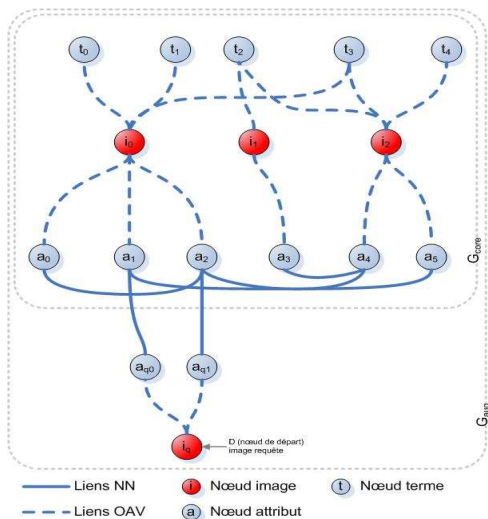 t0 t1 t2 t3 t4
i0 i1 i2
a0 a1 a2 a3 a4 a5
Gcore
aq0 aq1
Gaug
iq D (nœud de départ)
image requête
Liens NN i Nœud image t Nœud terme
Liens OAV a Nœud attribut